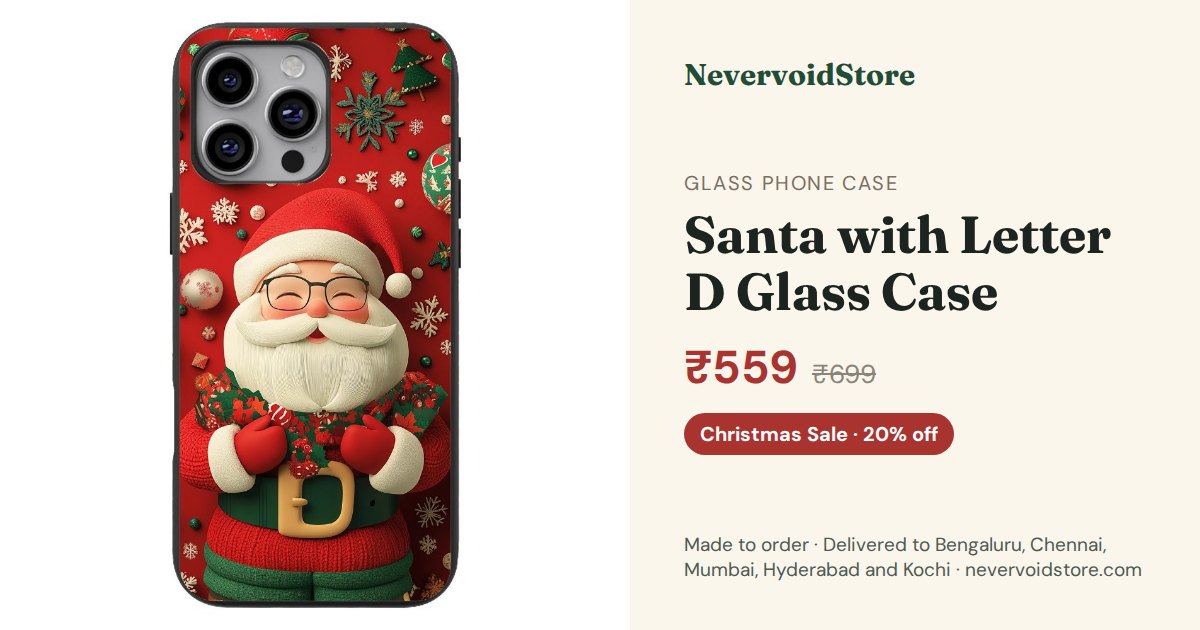 NevervoidStore
GLASS PHONE CASE
Santa with Letter
D Glass Case
₹559 ₹699
Christmas Sale · 20% off
Made to order · Delivered to Bengaluru, Chennai,
Mumbai, Hyderabad and Kochi · nevervoidstore.com